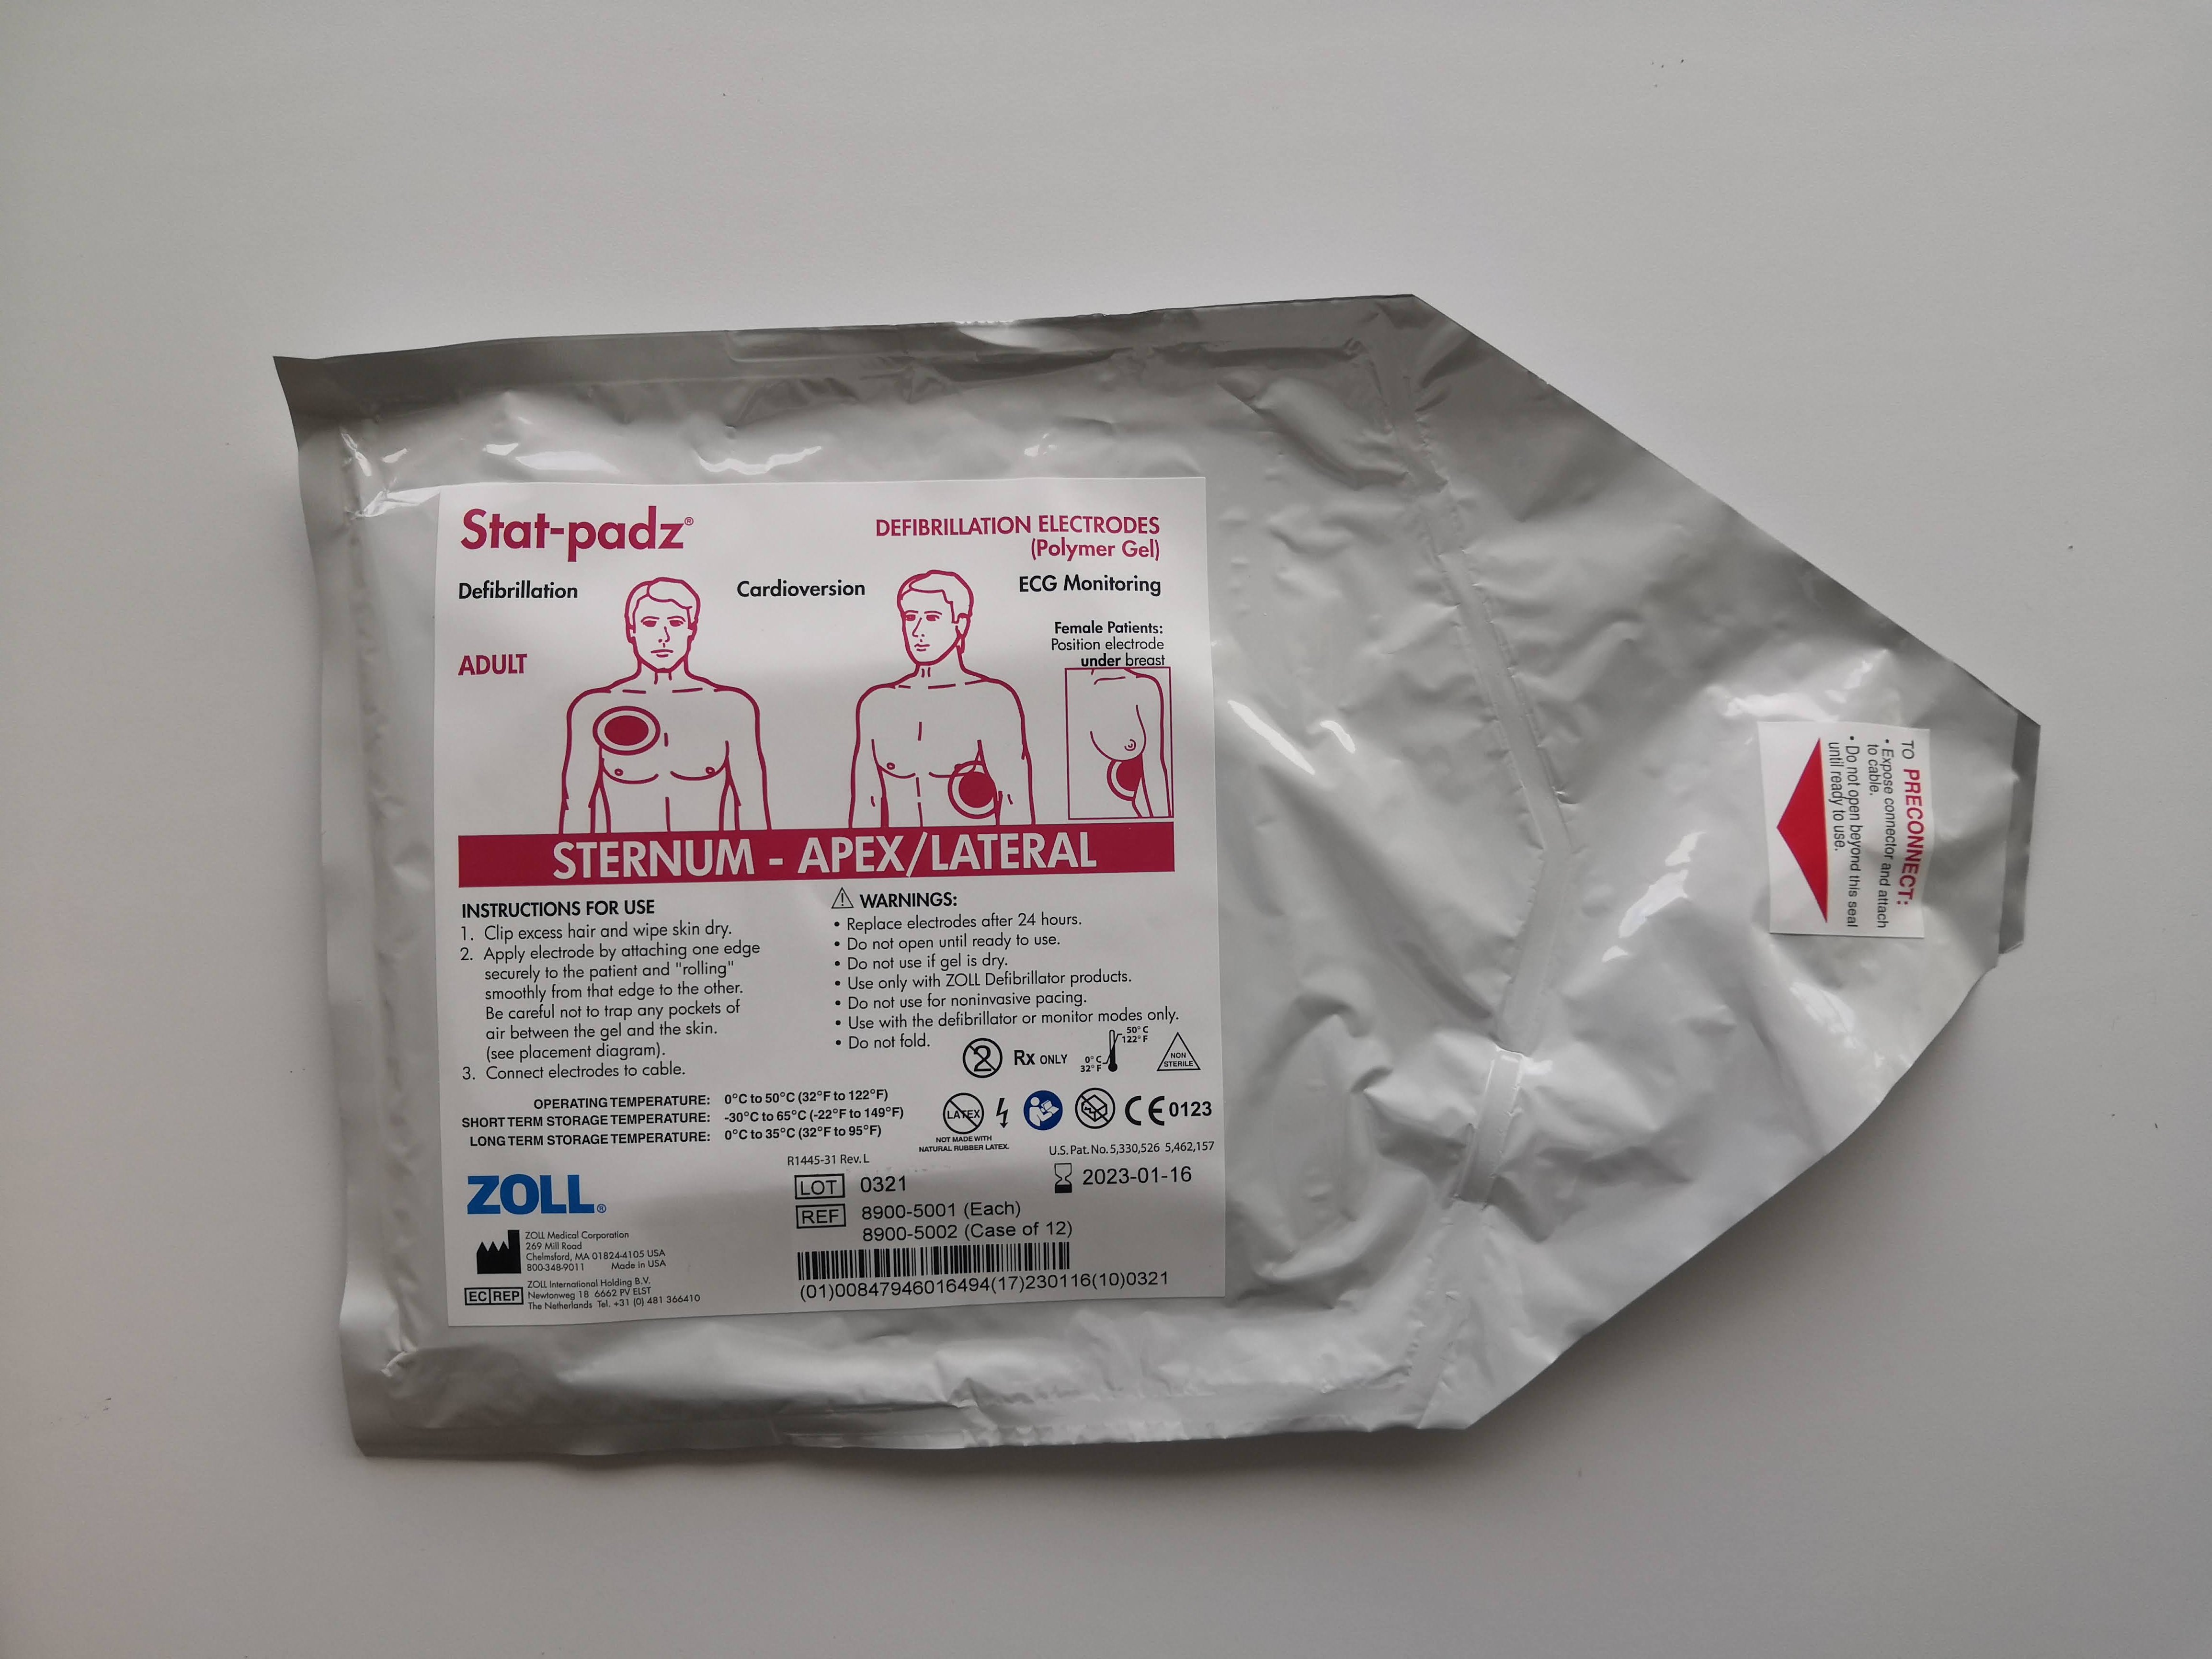 Stat-padz®
DEFIBRILLATION ELECTRODES
(Polymer Gel)
Defibrillation
Cardioversion
ECG Monitoring
ADULT
Female Patients:
Position electrode
under breast
STERNUM - APEX/LATERAL
INSTRUCTIONS FOR USE
1. Clip excess hair and wipe skin dry.
2. Apply electrode by attaching one edge
securely to the patient and "rolling"
smoothly from that edge to the other.
Be careful not to trap any pockets of
air between the gel and the skin.
(see placement diagram).
3. Connect electrodes to cable.
⚠ WARNINGS:
• Replace electrodes after 24 hours.
• Do not open until ready to use.
• Do not use if gel is dry.
• Use only with ZOLL Defibrillator products.
• Do not use for noninvasive pacing.
• Use with the defibrillator or monitor modes only.
• Do not fold.
2
Rx ONLY
0°C
32°F
50°C
122°F
NON
STERILE
OPERATING TEMPERATURE: 0°C to 50°C (32°F to 122°F)
SHORT TERM STORAGE TEMPERATURE: -30°C to 65°C (-22°F to 149°F)
LONG TERM STORAGE TEMPERATURE: 0°C to 35°C (32°F to 95°F)
LATEX
NOT MADE WITH
NATURAL RUBBER LATEX.
CE 0123
R1445-31 Rev.L
U.S. Pat. No. 5,330,526 5,462,157
ZOLL®
LOT 0321
2023-01-16
REF 8900-5001 (Each)
8900-5002 (Case of 12)
(01)00847946016494(17)230116(10)0321
ZOLL Medical Corporation
269 Mill Road
Chelmsford, MA 01824-4105 USA
800-348-9011 Made in USA
EC REP
ZOLL International Holding B.V.
Newtonweg 18 6662 PV ELST
The Netherlands Tel. +31 (0) 481 366410
TO PRECONNECT:
• Expose connector and attach
to cable.
• Do not open beyond this seal
until ready to use.